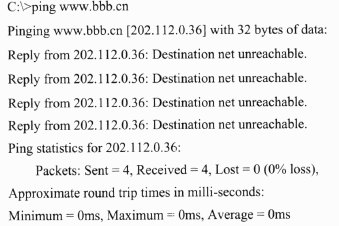 C:\>ping www.bbb.cn
Pinging www.bbb.cn [202.112.0.36] with 32 bytes of data:
Reply from 202.112.0.36: Destination net unreachable.
Reply from 202.112.0.36: Destination net unreachable.
Reply from 202.112.0.36: Destination net unreachable.
Reply from 202.112.0.36: Destination net unreachable.
Ping statistics for 202.112.0.36:
Packets: Sent = 4, Received = 4, Lost = 0 (0% loss),
Approximate round trip times in milli-seconds:
Minimum = 0ms, Maximum = 0ms, Average = 0ms